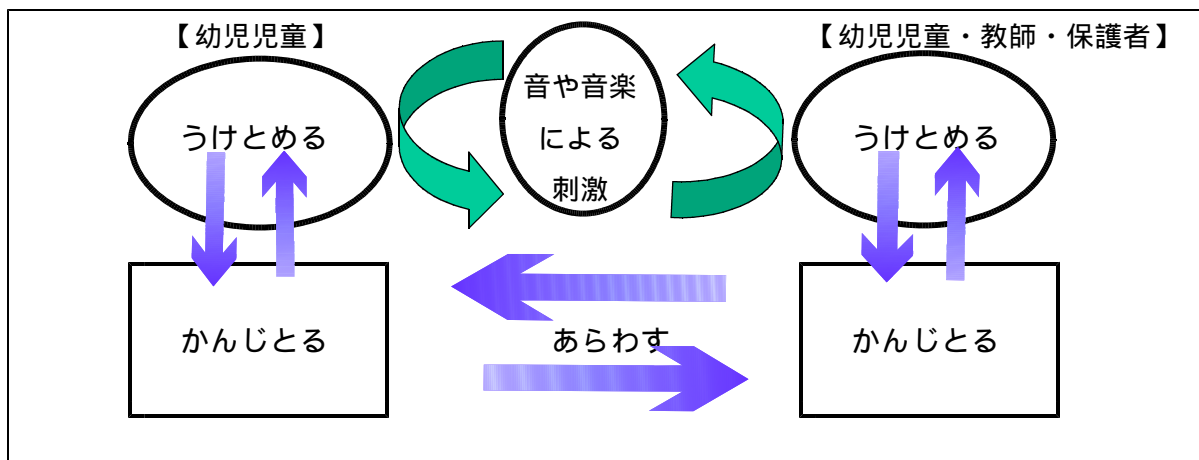 【幼児児童】
【幼児児童・教師・保護者】
音や音楽
による
刺激
うけとめる
うけとめる
かんじとる
あらわす
かんじとる